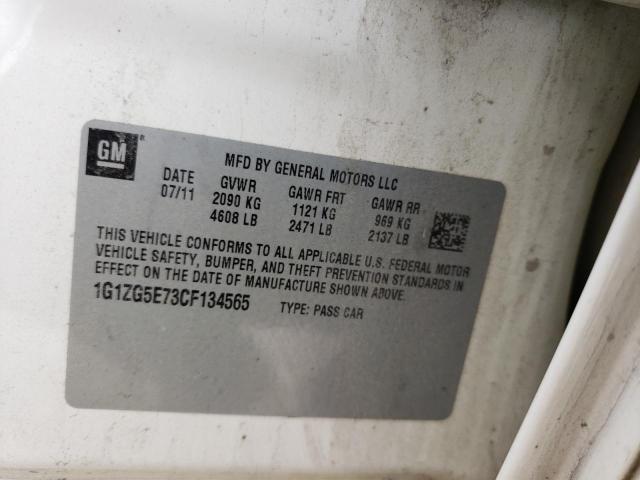 GM
MFD BY GENERAL MOTORS LLC
DATE GVWR GAWR FRT GAWR RR
07/11 2090 KG 1121 KG 969 KG
4608 LB 2471 LB 2137 LB
THIS VEHICLE CONFORMS TO ALL APPLICABLE U.S. FEDERAL MOTOR
VEHICLE SAFETY, BUMPER, AND THEFT PREVENTION STANDARDS IN
EFFECT ON THE DATE OF MANUFACTURE SHOWN ABOVE.
1G1ZG5E73CF134565 TYPE: PASS CAR